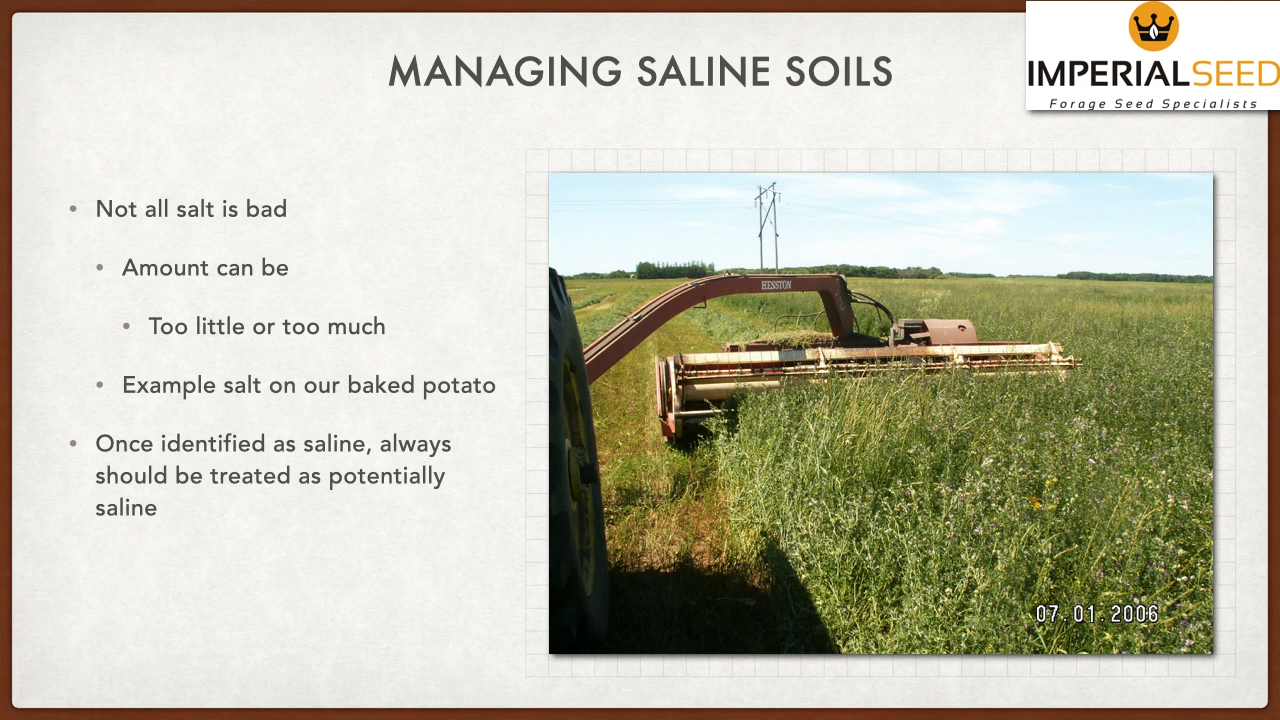 MANAGING SALINE SOILS
IMPERIALSEED
Forage Seed Specialists
• Not all salt is bad
• Amount can be
• Too little or too much
• Example salt on our baked potato
• Once identified as saline, always
should be treated as potentially
saline
HESSTON
07.01.2006